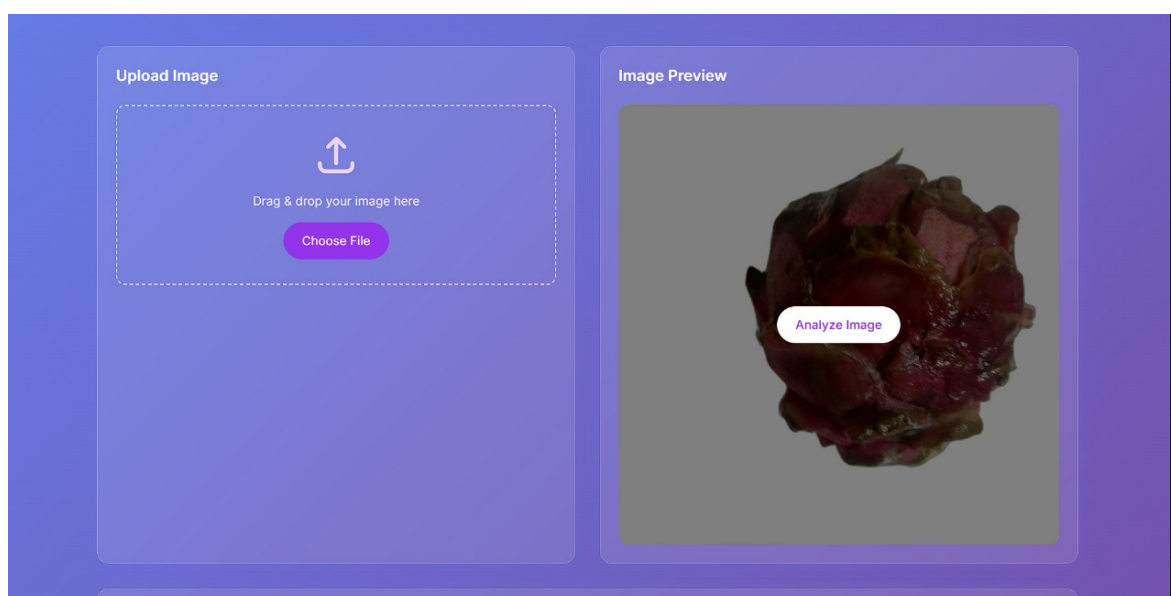 Upload Image
Drag & drop your image here
Choose File
Image Preview
Analyze Image